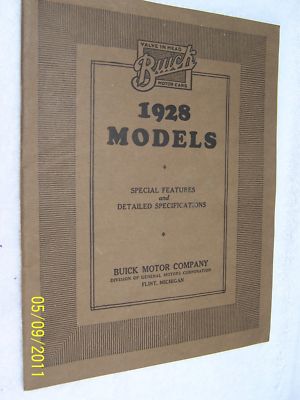 VALVE IN HEAD
Buick
MOTOR CARS
1928
MODELS
SPECIAL FEATURES
and
DETAILED SPECIFICATIONS
BUICK MOTOR COMPANY
DIVISION OF GENERAL MOTORS CORPORATION
FLINT, MICHIGAN
05/09/2011